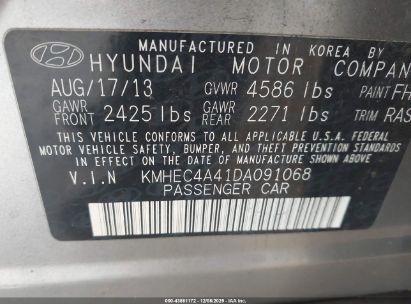 MANUFACTURED IN KOREA BY
HYUNDAI MOTOR COMPAN
AUG/17/13 GVWR 4586 lbs PAINT FH
GAWR FRONT 2425 lbs GAWR REAR 2271 lbs TRIM RAS
THIS VEHICLE CONFORMS TO ALL APPLICABLE U.S.A. FEDERAL
MOTOR VEHICLE SAFETY, BUMPER, AND THEFT PREVENTION STANDARDS
IN EFFECT ON THE DATE OF MANUFACTURE SHOWN ABOVE.
V.I.N KMHEC4A41DA091068
PASSENGER CAR